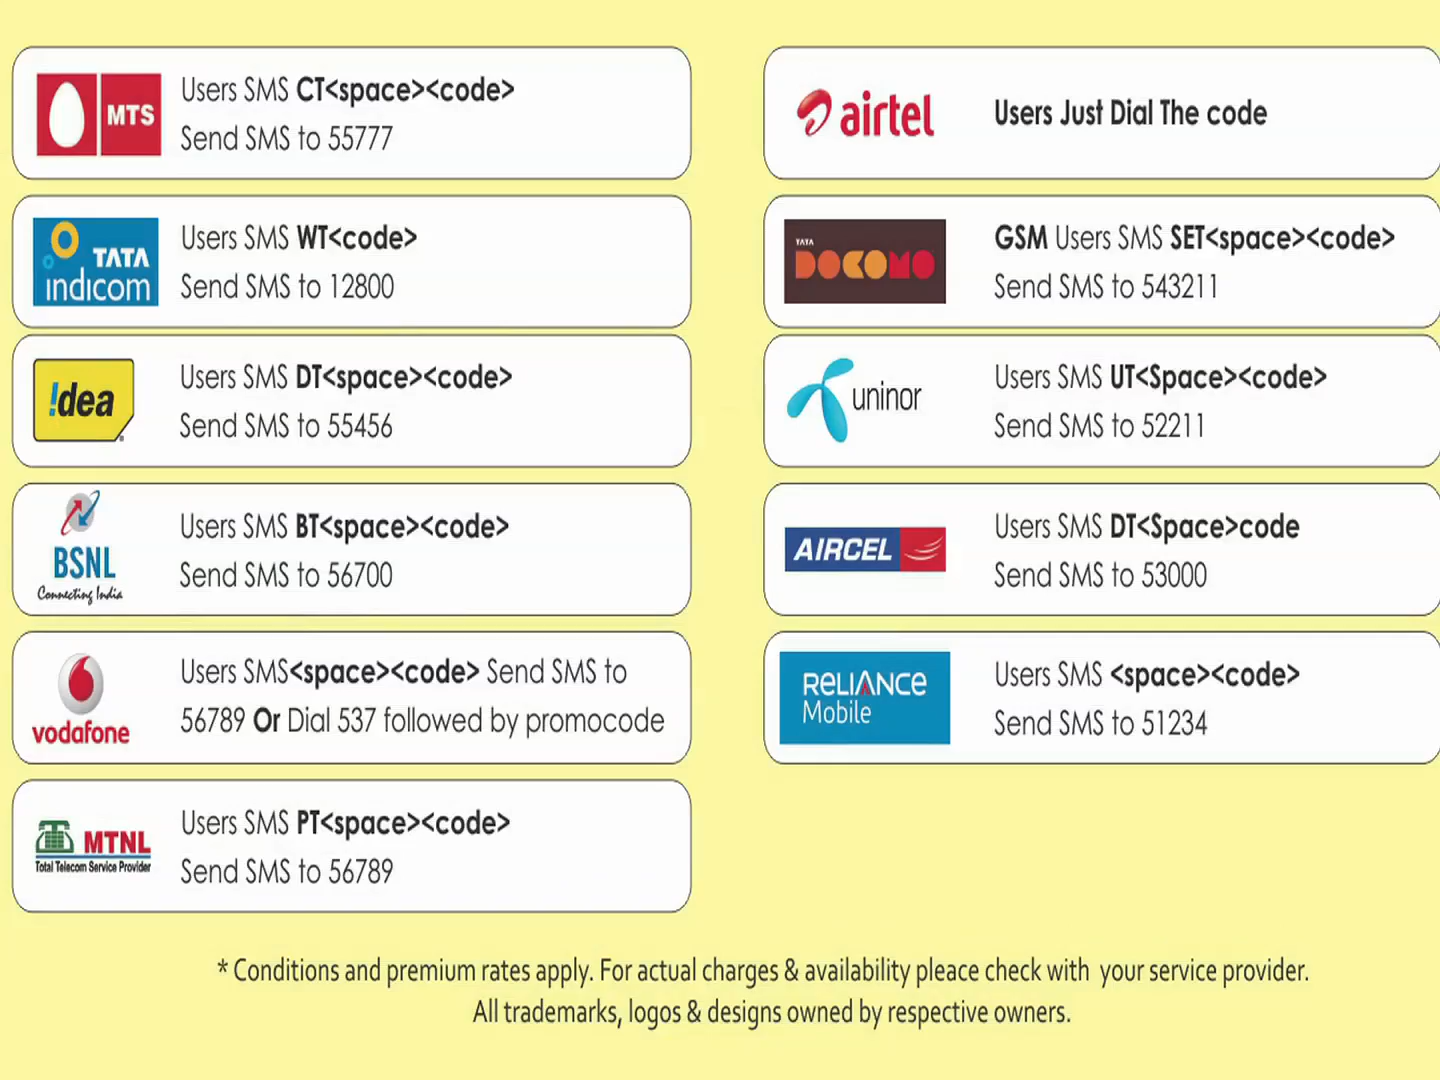 MTS
Users SMS CT<space><code>
Send SMS to 55777
airtel
Users Just Dial The code
TATA
indicom
Users SMS WT<code>
Send SMS to 12800
TATA
DOCOMO
GSM Users SMS SET<space><code>
Send SMS to 543211
!dea
Users SMS DT<space><code>
Send SMS to 55456
uninor
Users SMS UT<Space><code>
Send SMS to 52211
BSNL
Connecting India
Users SMS BT<space><code>
Send SMS to 56700
AIRCEL
Users SMS DT<Space>code
Send SMS to 53000
vodafone
Users SMS<space><code> Send SMS to
56789 Or Dial 537 followed by promocode
RELIANCE
Mobile
Users SMS <space><code>
Send SMS to 51234
MTNL
Total Telecom Service Provider
Users SMS PT<space><code>
Send SMS to 56789
* Conditions and premium rates apply. For actual charges & availability pleace check with your service provider.
All trademarks, logos & designs owned by respective owners.